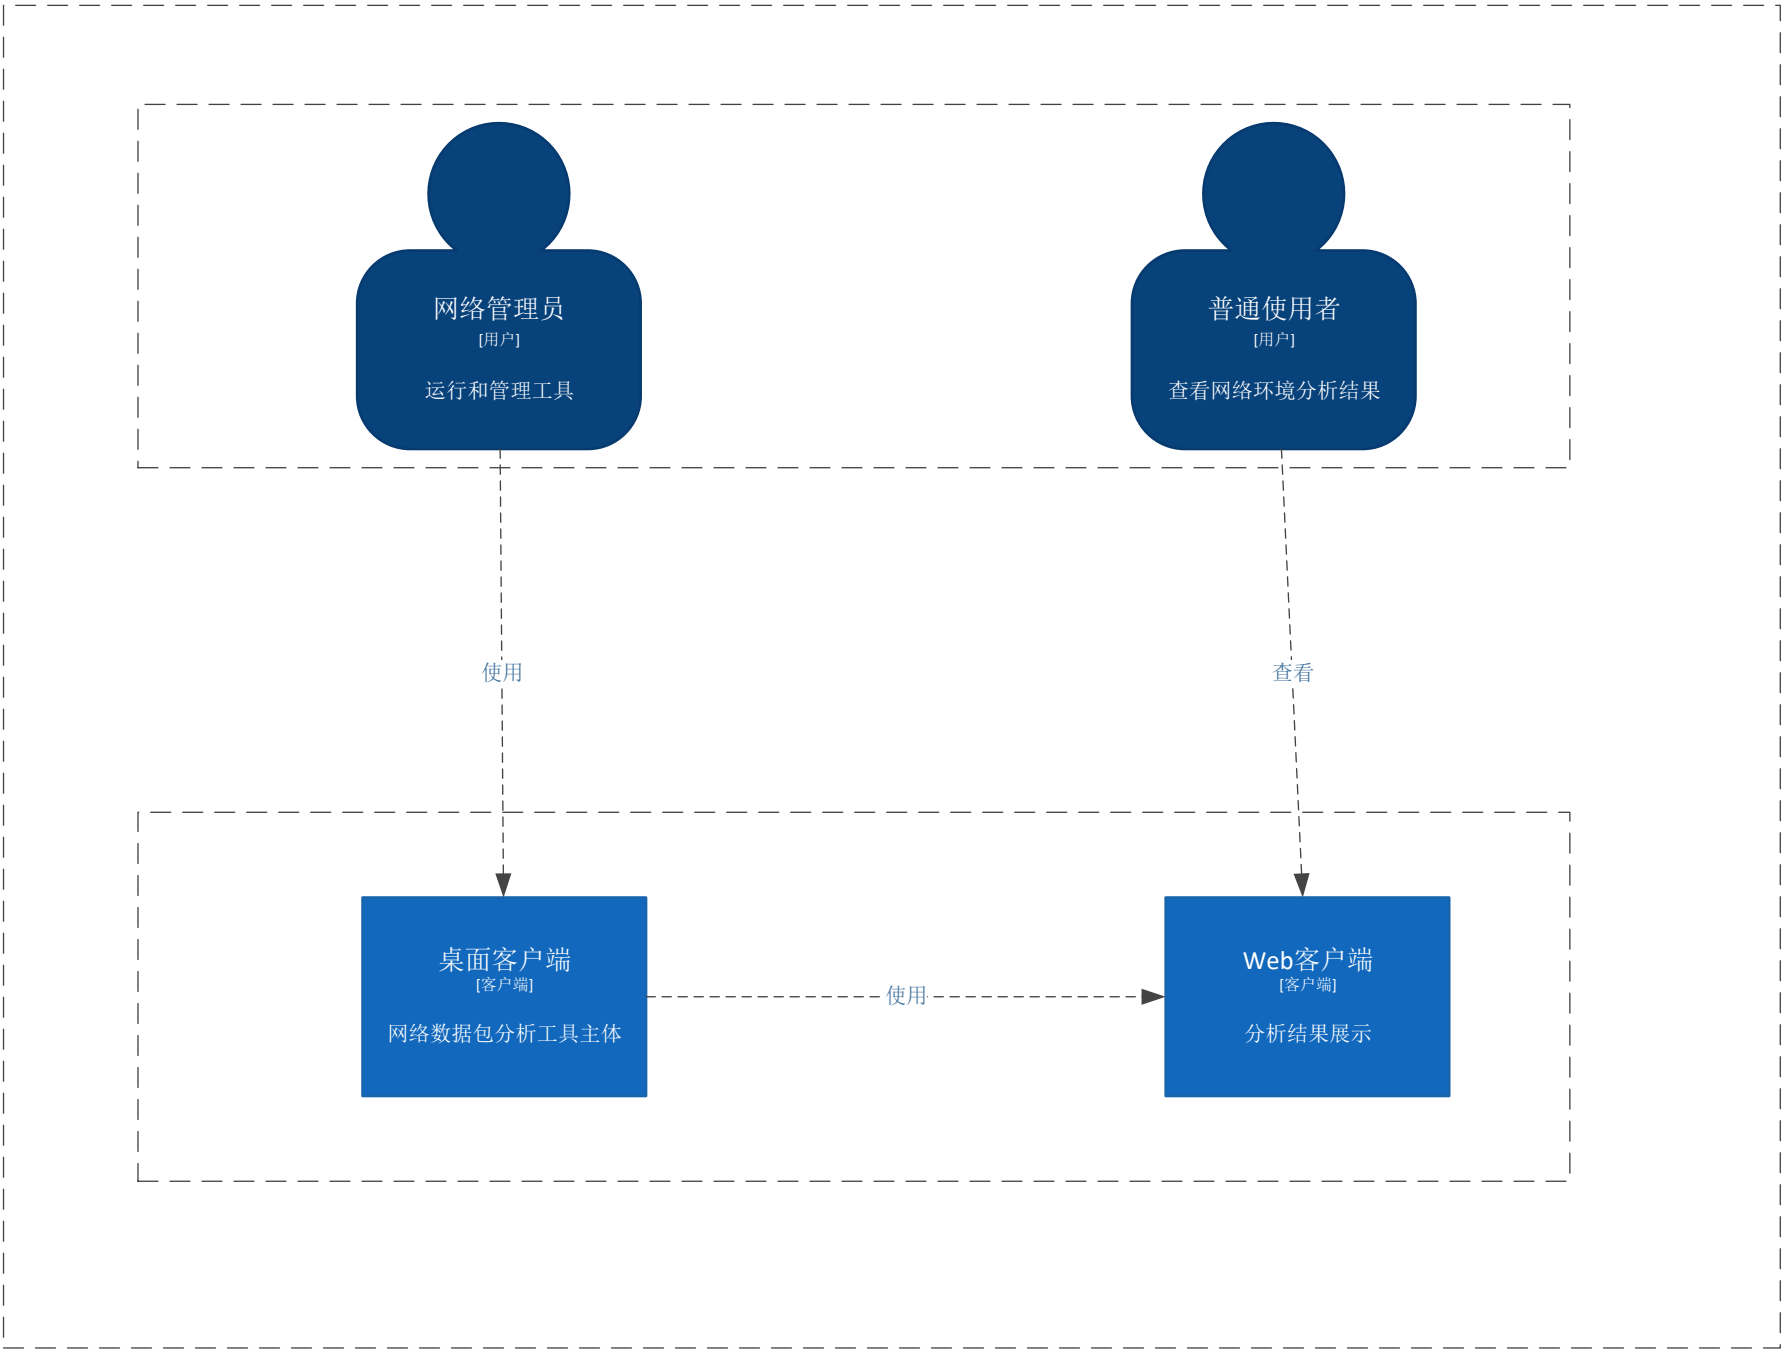 网络管理员
[用户]
运行和管理工具
普通使用者
[用户]
查看网络环境分析结果
使用
查看
桌面客户端
[客户端]
网络数据包分析工具主体
使用
Web客户端
[客户端]
分析结果展示